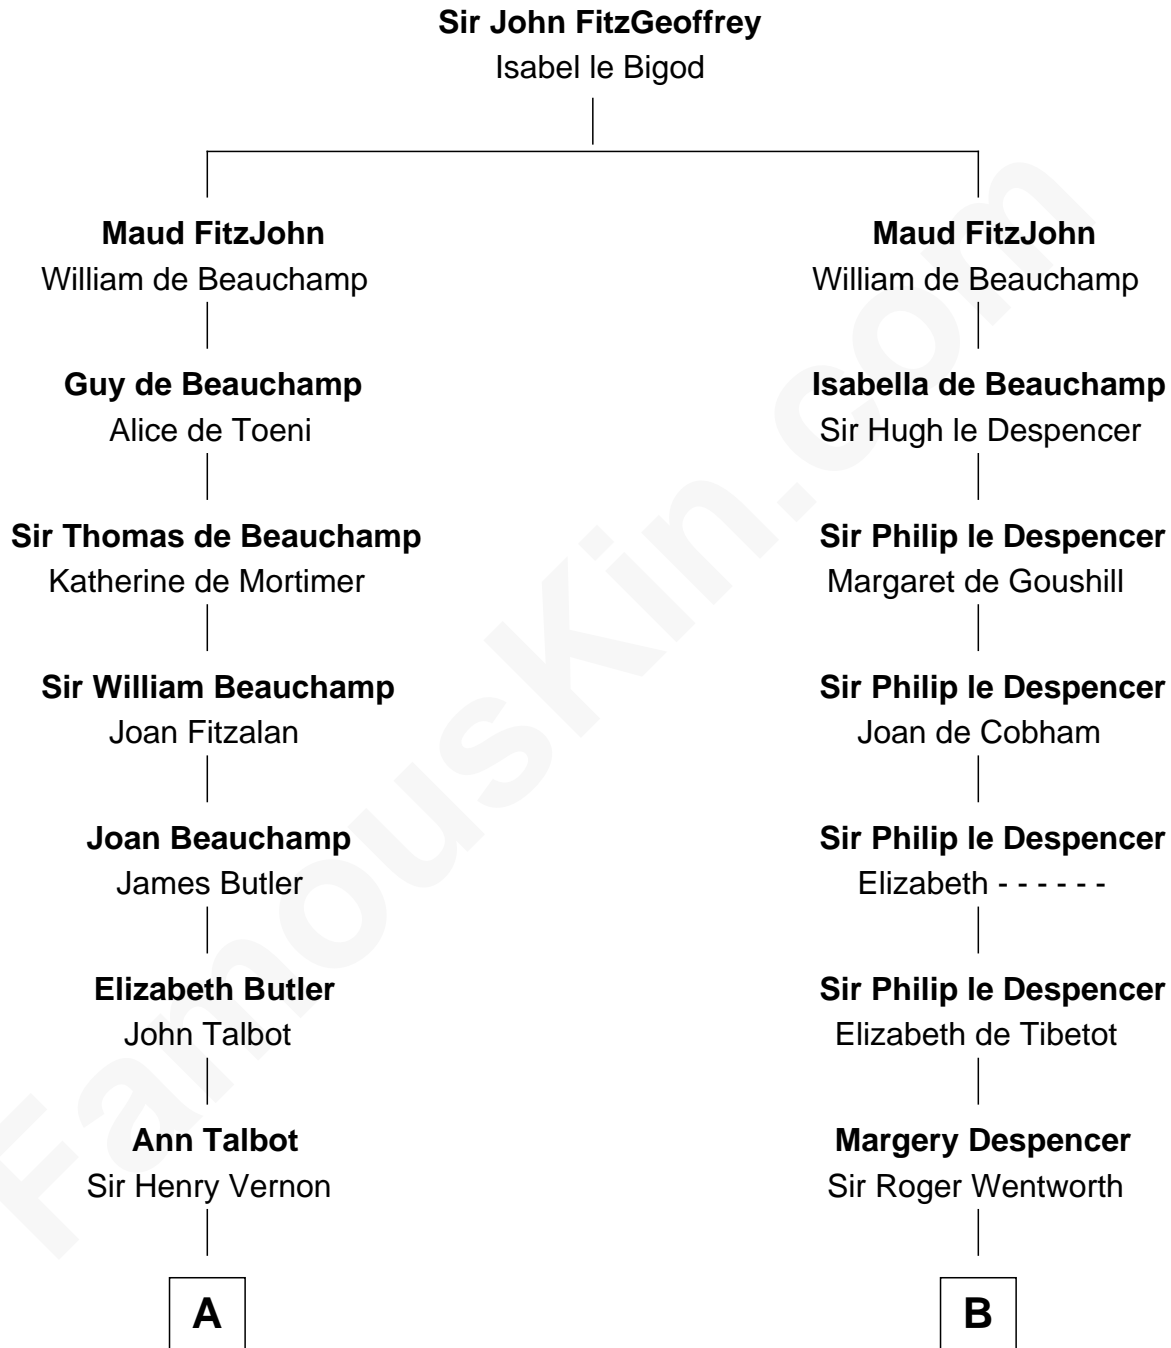 Sir John FitzGeoffrey
Isabel le Bigod
Maud FitzJohn
William de Beauchamp
Guy de Beauchamp
Alice de Toeni
Sir Thomas de Beauchamp
Katherine de Mortimer
Sir William Beauchamp
Joan Fitzalan
Joan Beauchamp
James Butler
Elizabeth Butler
John Talbot
Ann Talbot
Sir Henry Vernon
A
Maud FitzJohn
William de Beauchamp
Isabella de Beauchamp
Sir Hugh le Despencer
Sir Philip le Despencer
Margaret de Goushill
Sir Philip le Despencer
Joan de Cobham
Sir Philip le Despencer
Elizabeth - - - - - -
Sir Philip le Despencer
Elizabeth de Tibetot
Margery Despencer
Sir Roger Wentworth
B
FamousKin.com